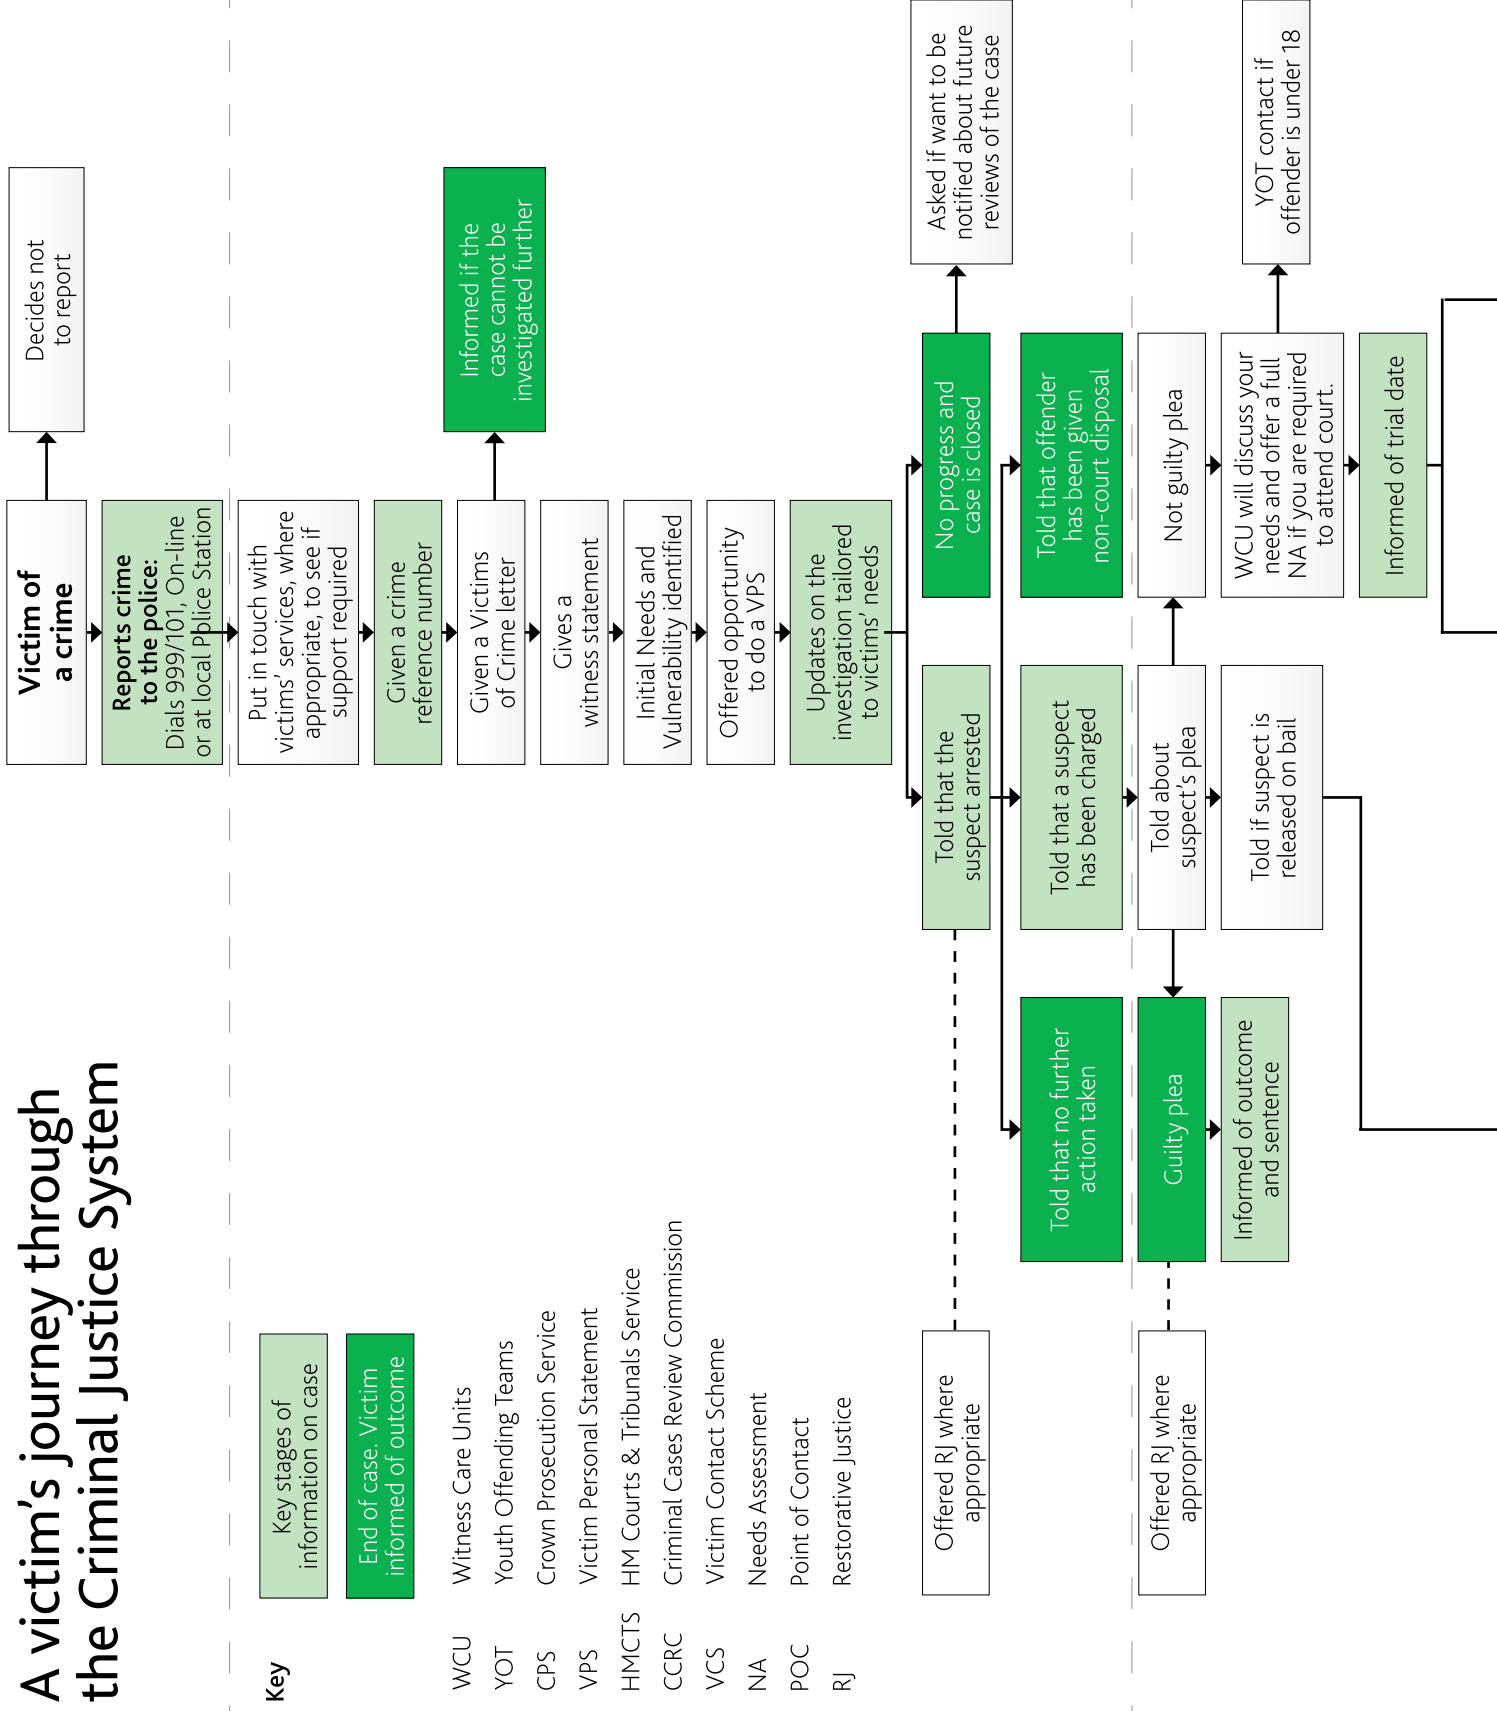 A victim's journey through
the Criminal Justice System
Victim of
a crime
Decides not
to report
Reports crime
to the police:
Dials 999/101, On-line
or at local Police Station
Key
Key stages of
information on case
End of case. Victim
informed of outcome
WCU Witness Care Units
YOT Youth Offending Teams
CPS Crown Prosecution Service
VPS Victim Personal Statement
HMCTS HM Courts & Tribunals Service
CCRC Criminal Cases Review Commission
VCS Victim Contact Scheme
NA Needs Assessment
POC Point of Contact
RJ Restorative Justice
Put in touch with
victims' services, where
appropriate, to see if
support required
Given a crime
reference number
Given a Victims
of Crime letter
Informed if the
case cannot be
investigated further
Gives a
witness statement
Initial Needs and
Vulnerability identified
Offered opportunity
to do a VPS
Updates on the
investigation tailored
to victims' needs
Offered RJ where
appropriate
Told that the
suspect arrested
No progress and
case is closed
Asked if want to be
notified about future
reviews of the case
Told that no further
action taken
Told that a suspect
has been charged
Told that offender
has been given
non-court disposal
Offered RJ where
appropriate
Guilty plea
Told about
suspect's plea
Not guilty plea
Informed of outcome
and sentence
Told if suspect is
released on bail
WCU will discuss your
needs and offer a full
NA if you are required
to attend court.
YOT contact if
offender is under 18
Informed of trial date